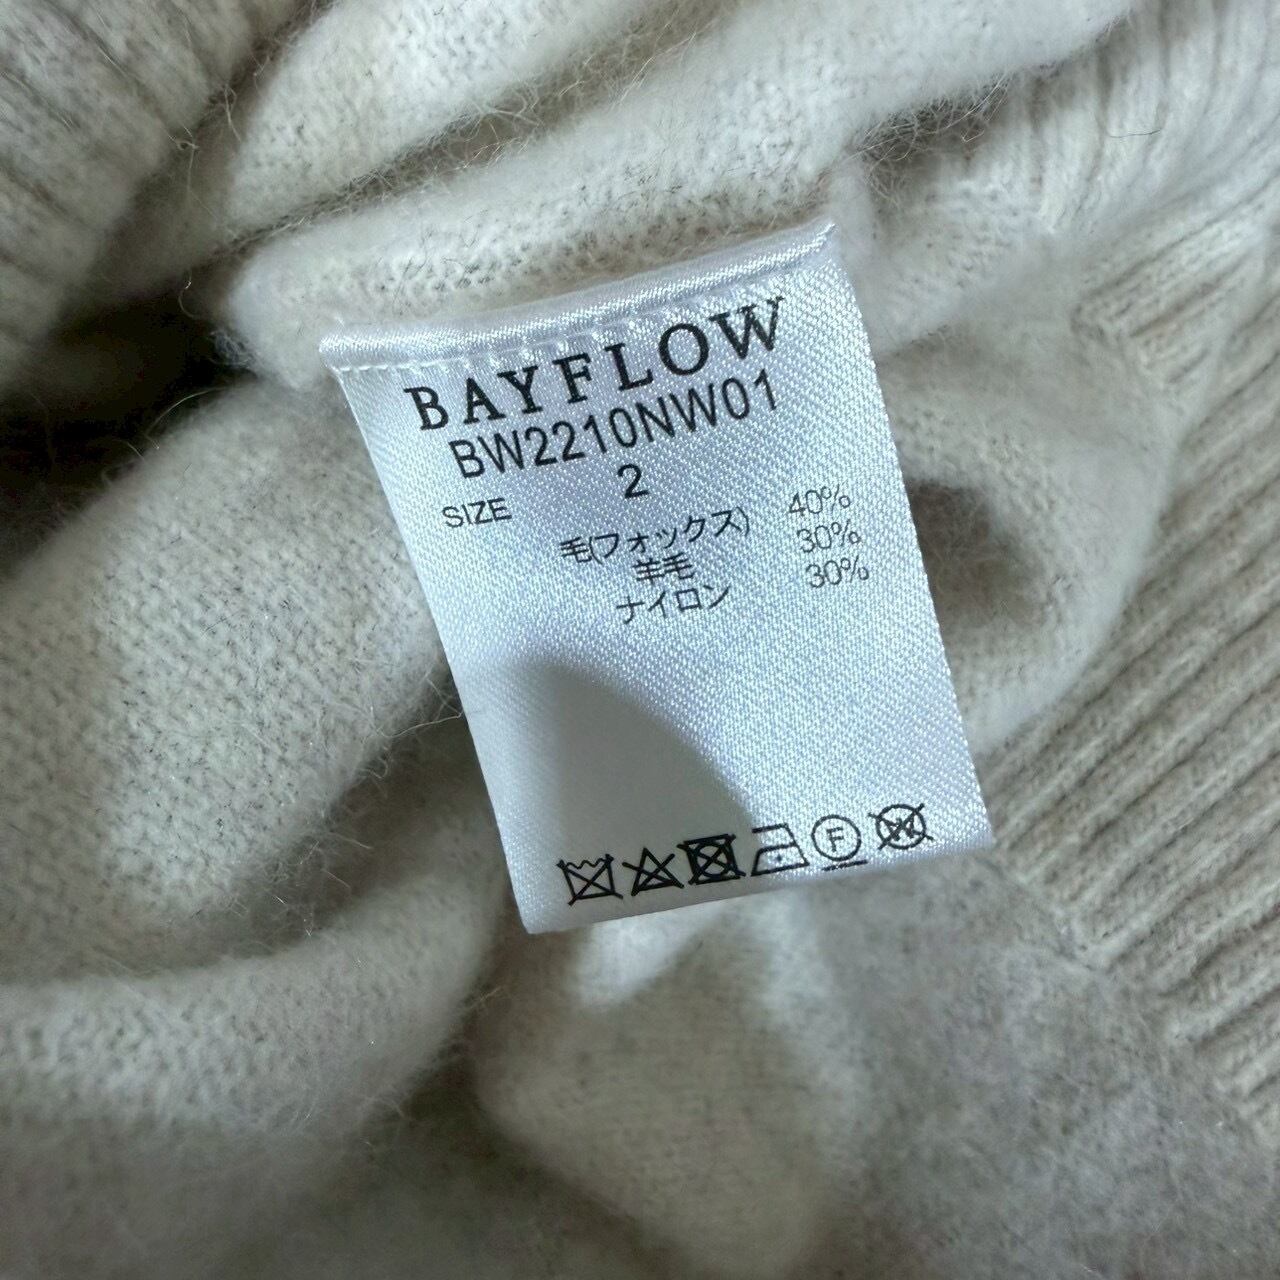 BAYFLOW
BW2210NW01
SIZE 2
毛(フォックス) 40%
羊毛 30%
ナイロン 30%
F
W